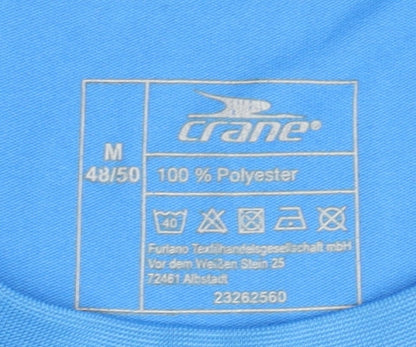 crane®
M
48/50
100 % Polyester
40
Furlano Textilhandelsgesellschaft mbH
Vor dem Weißen Stein 25
72461 Albstadt
23262560